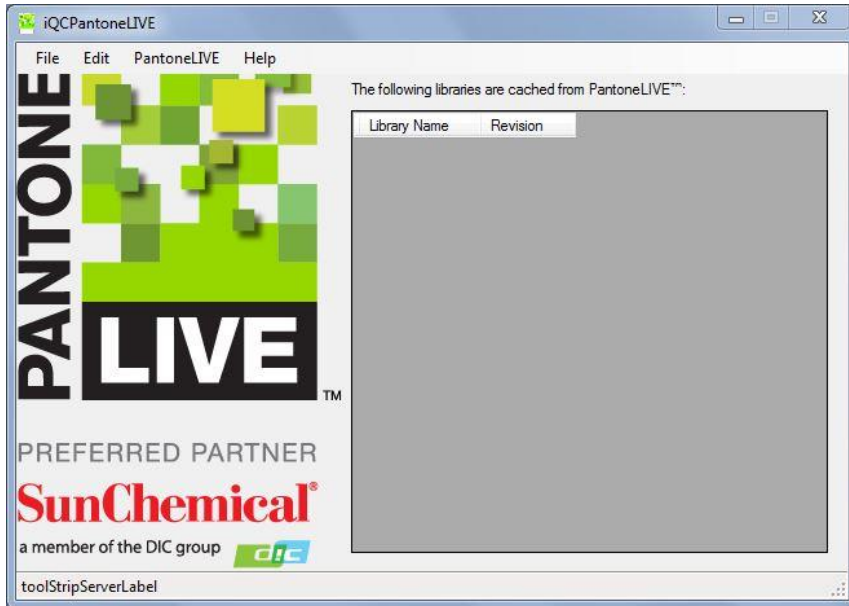 iQCPantoneLIVE
File Edit PantoneLIVE Help
PANTONE
LIVE
TM
PREFERRED PARTNER
SunChemical®
a member of the DIC group
dic
The following libraries are cached from PantoneLIVE™:
Library Name Revision
toolStripServerLabel